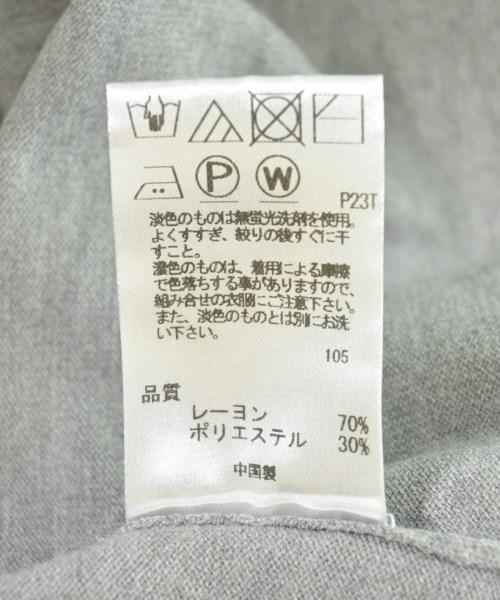 P W
P23T
淡色のものは無蛍光洗剤を使用。
よくすすぎ、絞りの後すぐに干
すこと。
濃色のものは、着用による摩擦
で色落ちする事がありますので、
組み合せの衣服にご注意下さい。
また、淡色のものとは別にお洗
い下さい。
105
品質
レーヨン 70%
ポリエステル 30%
中国製